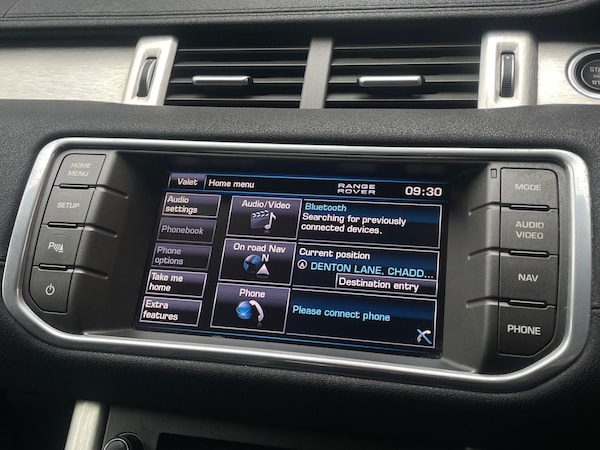 START
HOME
MENU
SETUP
Valet
Home menu
RANGE
ROVER
09:30
Audio
settings
Phonebook
Phone
options
Take me
home
Extra
features
Audio/Video
On road Nav
N
Phone
Bluetooth
Searching for previously
connected devices.
Current position
DENTON LANE, CHADD...
Destination entry
Please connect phone
MODE
AUDIO
VIDEO
NAV
PHONE